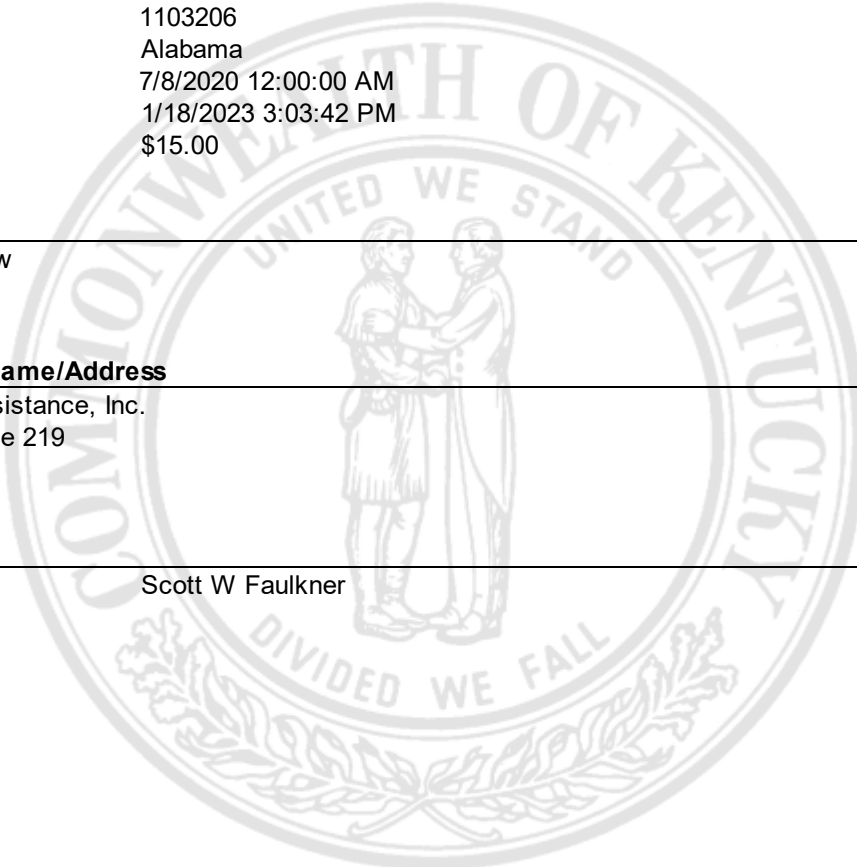 1103206
Alabama
7/8/2020 12:00:00 AM
1/18/2023 3:03:42 PM
$15.00
COMMONWEALTH OF KENTUCKY
UNITED WE STAND
w
ame/Address
sistance, Inc.
e 219
Scott W Faulkner
DIVIDED WE FALL